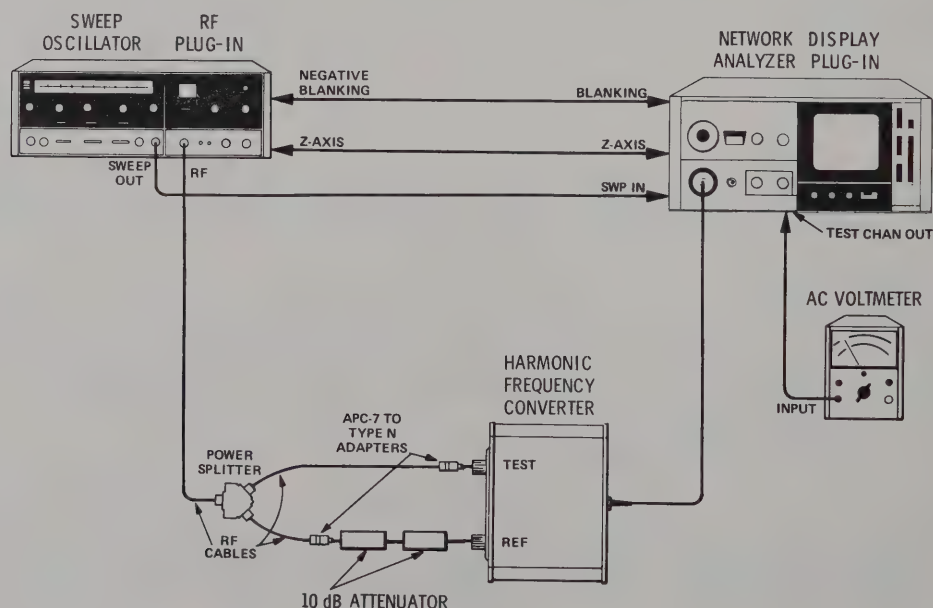 SWEEP
OSCILLATOR
RF
PLUG-IN
NETWORK
ANALYZER
DISPLAY
PLUG-IN
NEGATIVE
BLANKING
BLANKING
Z-AXIS
Z-AXIS
SWEEP
OUT
RF
SWP IN
TEST CHAN OUT
AC VOLTMETER
INPUT
HARMONIC
FREQUENCY
CONVERTER
APC-7 TO
TYPE N
ADAPTERS
POWER
SPLITTER
TEST
RF
CABLES
REF
10 dB ATTENUATOR